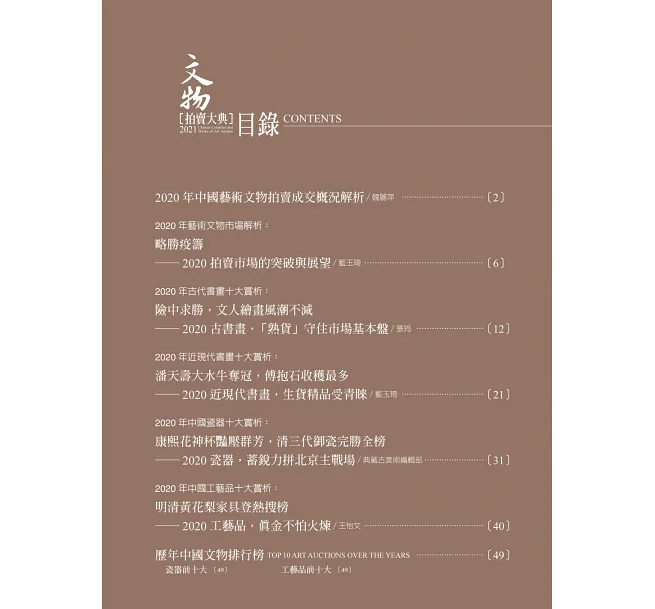 文物
[拍賣大典] 目錄 CONTENTS
2021 Chinese Ceramics and Works of Art Auction
2020 年中國藝術文物拍賣成交概況解析 / 魏麗萍 〔2〕
2020 年藝術文物市場解析：
略勝疫籌
—— 2020 拍賣市場的突破與展望 / 藍玉琦 〔6〕
2020 年古代書畫十大賞析：
險中求勝，文人繪畫風潮不減
—— 2020 古書畫，「熟貨」守住市場基本盤 / 張筠 〔12〕
2020 年近現代書畫十大賞析：
潘天壽大水牛奪冠，傅抱石收穫最多
—— 2020 近現代書畫，生貨精品受青睞 / 藍玉琦 〔21〕
2020 年中國瓷器十大賞析：
康熙花神杯豔壓群芳，清三代御瓷完勝全榜
—— 2020 瓷器，蓄銳力拼北京主戰場 / 典藏古美術編輯部 〔31〕
2020 年中國工藝品十大賞析：
明清黃花梨家具登熱搜榜
—— 2020 工藝品，眞金不怕火煉 / 王怡文 〔40〕
歷年中國文物排行榜 TOP 10 ART AUCTIONS OVER THE YEARS 〔49〕
瓷器前十大 〔49〕 工藝品前十大 〔49〕